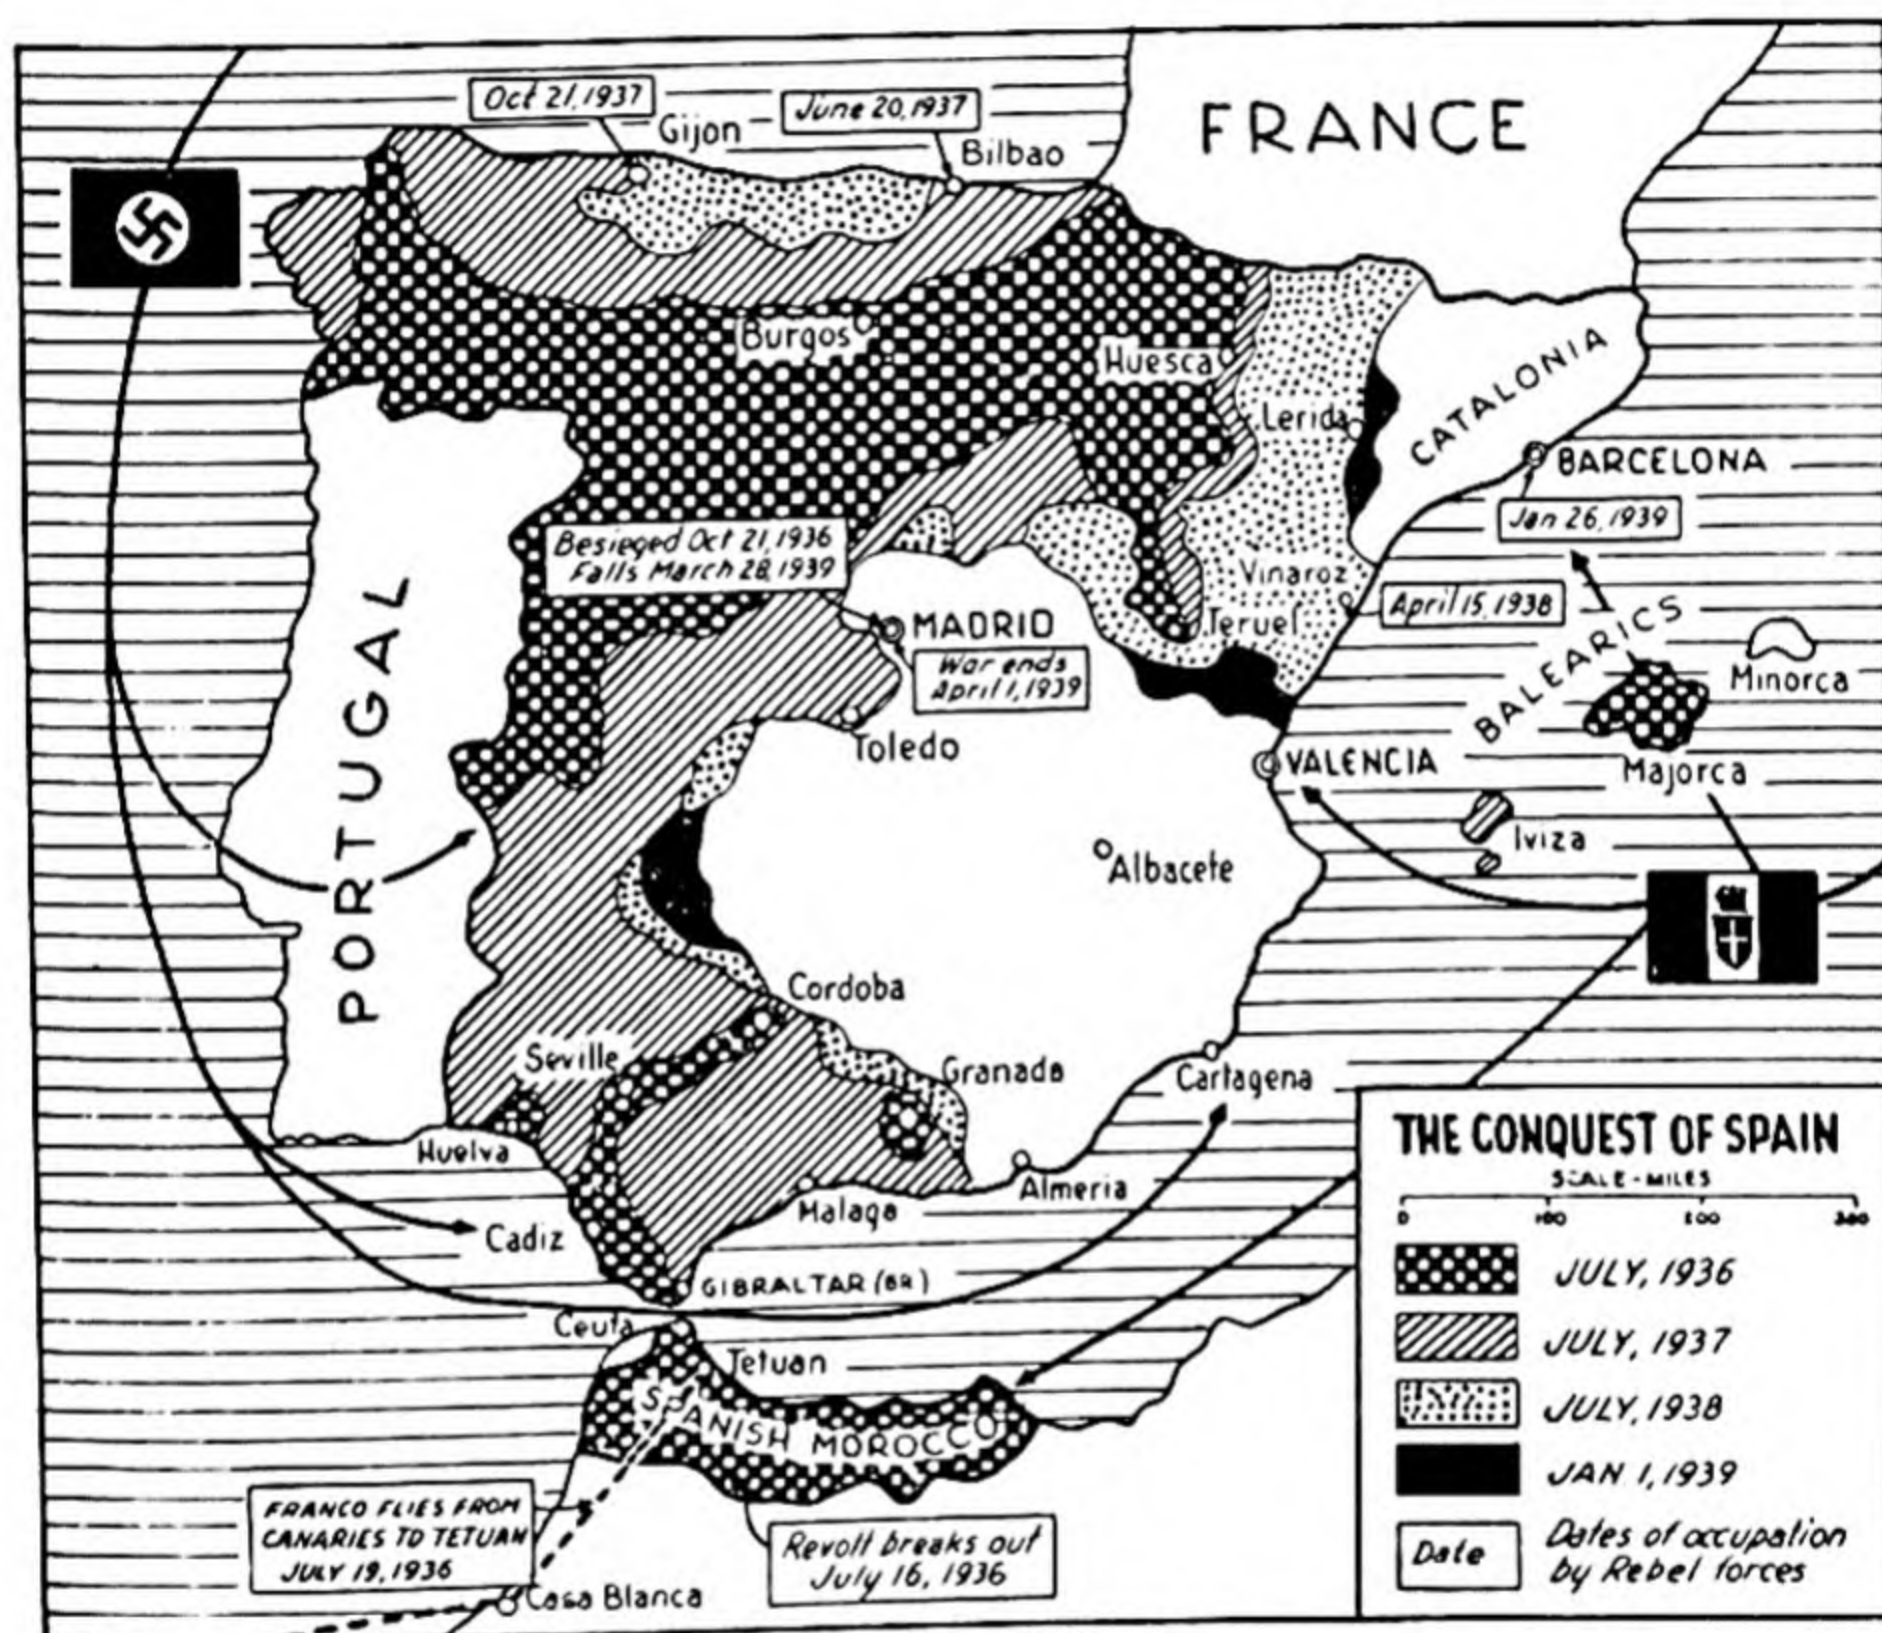 Oct 21, 1937
Gijon
June 20, 1937
Bilbao
FRANCE
Burgos
Huesca
Lerida
CATALONIA
BARCELONA
Jan 26, 1939
Besieged Oct 21, 1936
Falls March 28, 1939
Vinaroz
April 15, 1938
MADRID
Teruel
War ends
April 1, 1939
BALEARICS
Minorca
PORTUGAL
Toledo
VALENCIA
Majorca
Iviza
Albacete
Cordoba
Seville
Granada
Cartagena
Huelva
Almeria
Malaga
Cadiz
GIBRALTAR (BR)
Ceuta
Tetuan
SPANISH MOROCCO
FRANCO FLIES FROM
CANARIES TO TETUAN
JULY 19, 1936
Revolt breaks out
July 16, 1936
Casa Blanca
THE CONQUEST OF SPAIN
SCALE - MILES
0 100 200 300
JULY, 1936
JULY, 1937
JULY, 1938
JAN. 1, 1939
Date
Dates of occupation
by Rebel forces